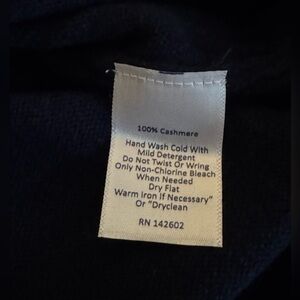 100% Cashmere
Hand Wash Cold With
Mild Detergent
Do Not Twist Or Wring
Only Non-Chlorine Bleach
When Needed
Dry Flat
Warm Iron If Necessary"
Or "Dryclean
RN 142602